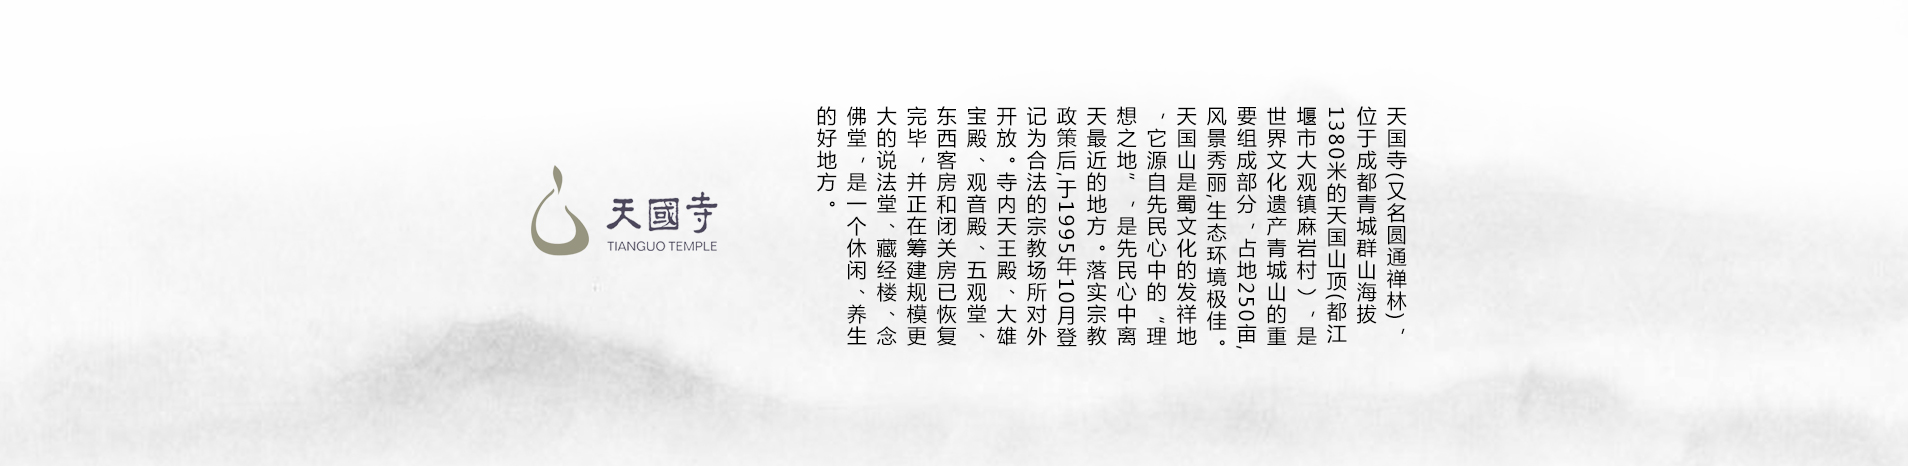 天國寺
TIANGUO TEMPLE
天国寺(又名圆通禅林)，
位于成都青城群山海拔
1380米的天国山顶(都江
堰市大观镇麻岩村），是
世界文化遗产青城山的重
要组成部分，占地250亩,
风景秀丽,生态环境极佳。
天国山是蜀文化的发祥地
，它源自先民心中的“理
想之地”，是先民心中离
天最近的地方。落实宗教
政策后,于1995年10月登
记为合法的宗教场所对外
开放。寺内天王殿、大雄
宝殿、观音殿、五观堂、
东西客房和闭关房已恢复
完毕，并正在筹建规模更
大的说法堂、藏经楼、念
佛堂，是一个休闲、养生
的好地方。